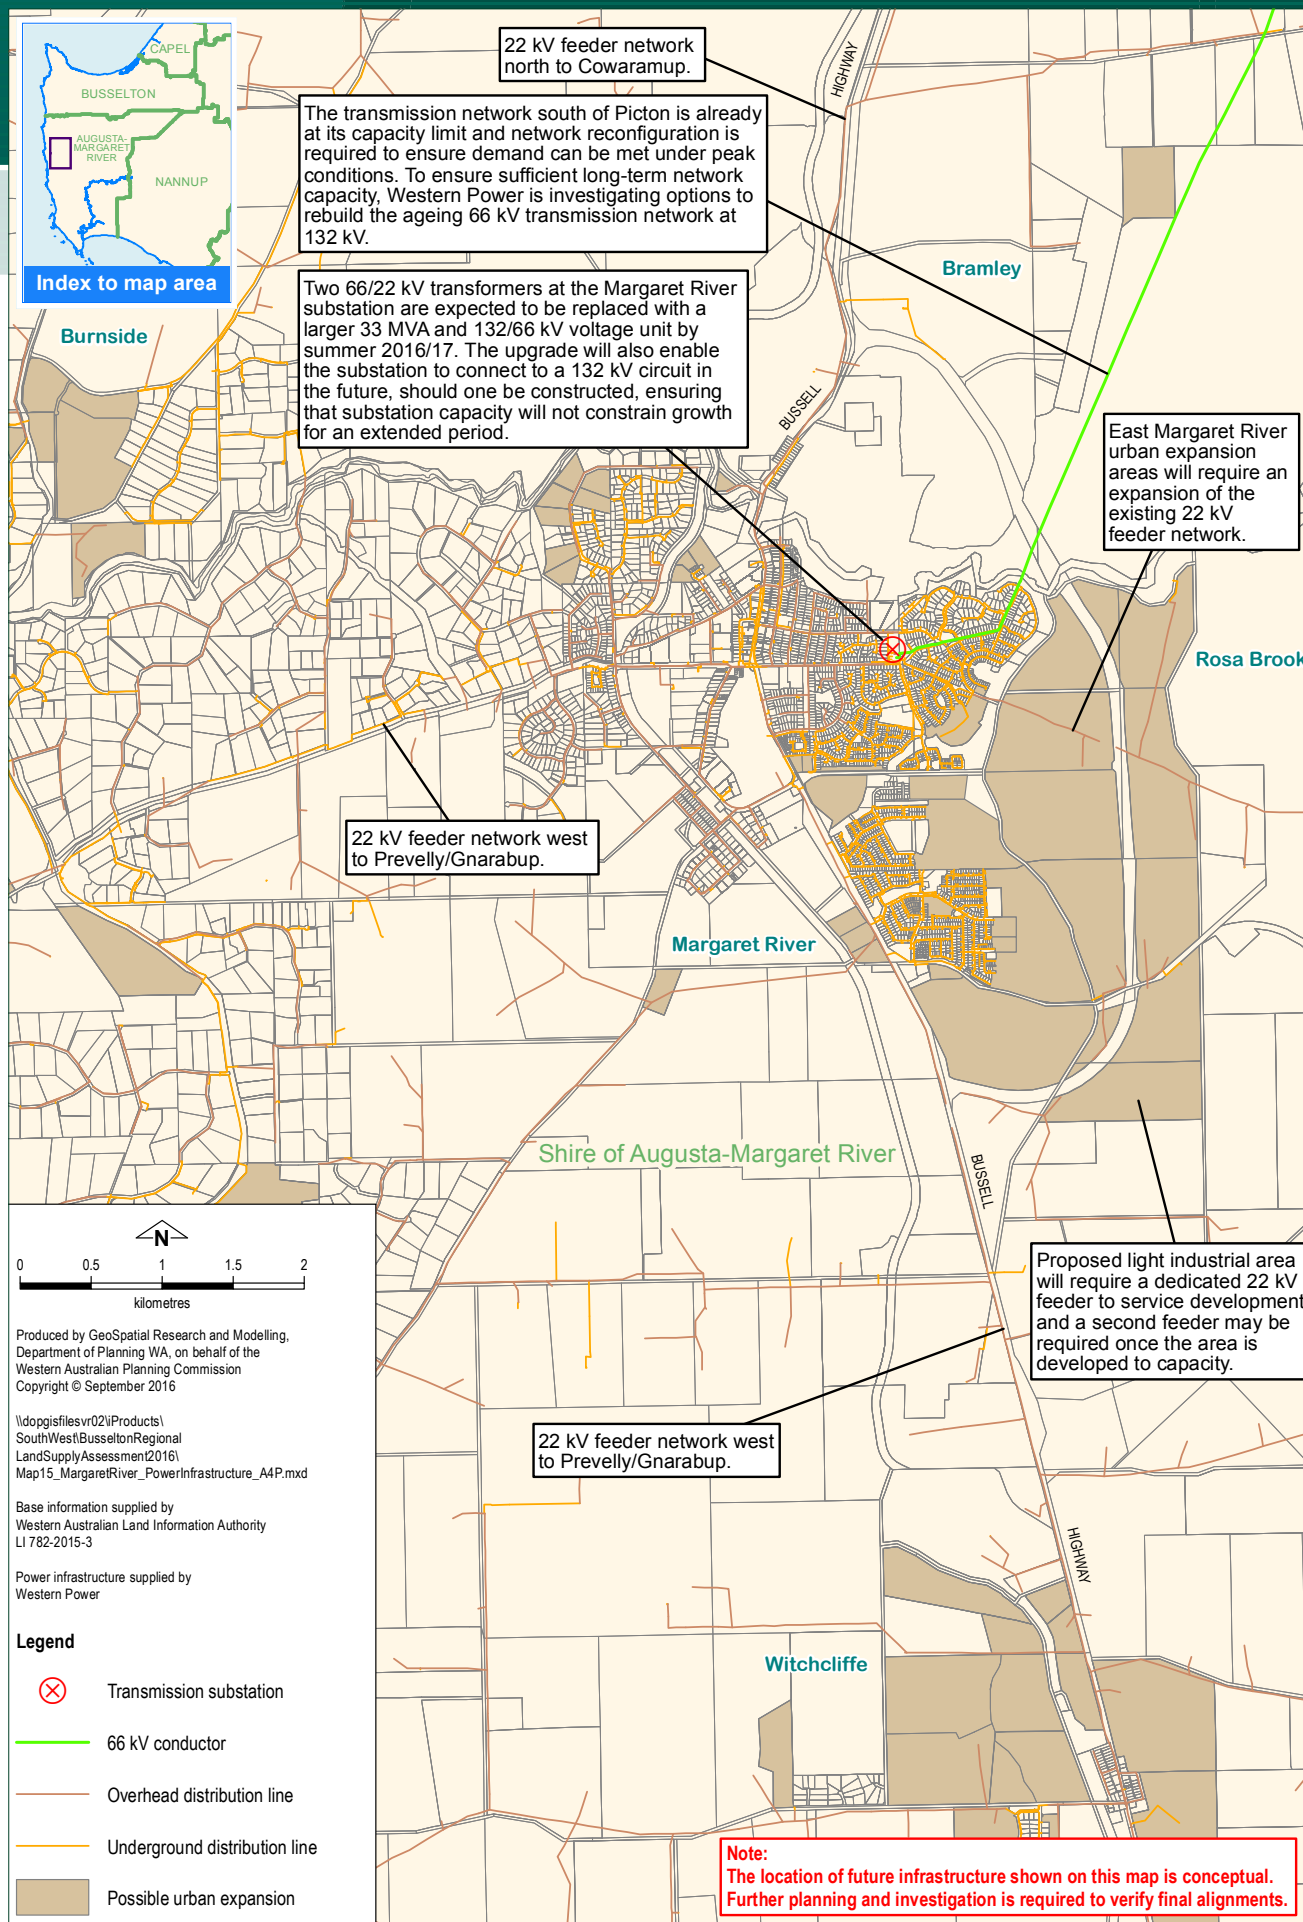 CAPEL
BUSSELTON
AUGUSTA-
MARGARET
RIVER
NANNUP
Index to map area
22 kV feeder network
north to Cowaramup.
HIGHWAY
The transmission network south of Picton is already
at its capacity limit and network reconfiguration is
required to ensure demand can be met under peak
conditions. To ensure sufficient long-term network
capacity, Western Power is investigating options to
rebuild the ageing 66 kV transmission network at
132 kV.
Bramley
Two 66/22 kV transformers at the Margaret River
substation are expected to be replaced with a
larger 33 MVA and 132/66 kV voltage unit by
summer 2016/17. The upgrade will also enable
the substation to connect to a 132 kV circuit in
the future, should one be constructed, ensuring
that substation capacity will not constrain growth
for an extended period.
Burnside
BUSSELL
East Margaret River
urban expansion
areas will require an
expansion of the
existing 22 kV
feeder network.
Rosa Brook
22 kV feeder network west
to Prevelly/Gnarabup.
Margaret River
Shire of Augusta-Margaret River
BUSSELL
Proposed light industrial area
will require a dedicated 22 kV
feeder to service development
and a second feeder may be
required once the area is
developed to capacity.
22 kV feeder network west
to Prevelly/Gnarabup.
HIGHWAY
Witchcliffe
N
0 0.5 1 1.5 2
kilometres
Produced by GeoSpatial Research and Modelling,
Department of Planning WA, on behalf of the
Western Australian Planning Commission
Copyright © September 2016
\\dopgisfilesvr02\iProducts\
SouthWest\BusseltonRegional
LandSupplyAssessment2016\
Map15_MargaretRiver_PowerInfrastructure_A4P.mxd
Base information supplied by
Western Australian Land Information Authority
LI 782-2015-3
Power infrastructure supplied by
Western Power
Legend
Transmission substation
66 kV conductor
Overhead distribution line
Underground distribution line
Possible urban expansion
Note:
The location of future infrastructure shown on this map is conceptual.
Further planning and investigation is required to verify final alignments.